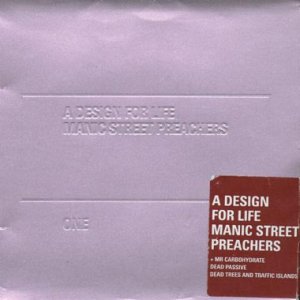 A DESIGN FOR LIFE
MANIC STREET PREACHERS
ONE
A DESIGN
FOR LIFE
MANIC STREET
PREACHERS
+ MR CARBOHYDRATE
DEAD PASSIVE
DEAD TREES AND TRAFFIC ISLANDS